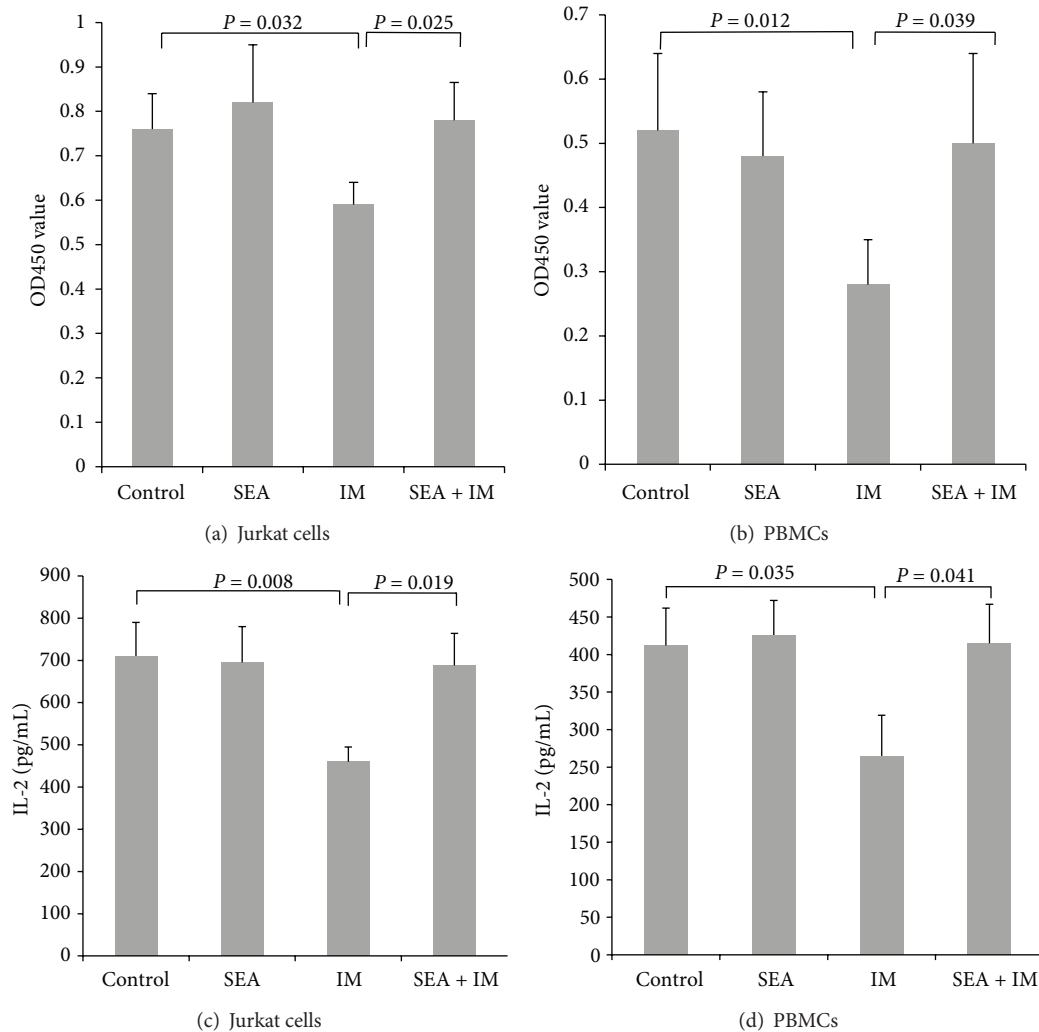 P = 0.032
P = 0.025
1
0.9
0.8
0.7
0.6
0.5
0.4
0.3
0.2
0.1
0
OD450 value
Control SEA IM SEA + IM
(a) Jurkat cells
P = 0.012
P = 0.039
0.7
0.6
0.5
0.4
0.3
0.2
0.1
0
OD450 value
Control SEA IM SEA + IM
(b) PBMCs
P = 0.008
P = 0.019
900
800
700
600
500
400
300
200
100
0
IL-2 (pg/mL)
Control SEA IM SEA + IM
(c) Jurkat cells
P = 0.035
P = 0.041
500
450
400
350
300
250
200
150
100
50
0
IL-2 (pg/mL)
Control SEA IM SEA + IM
(d) PBMCs